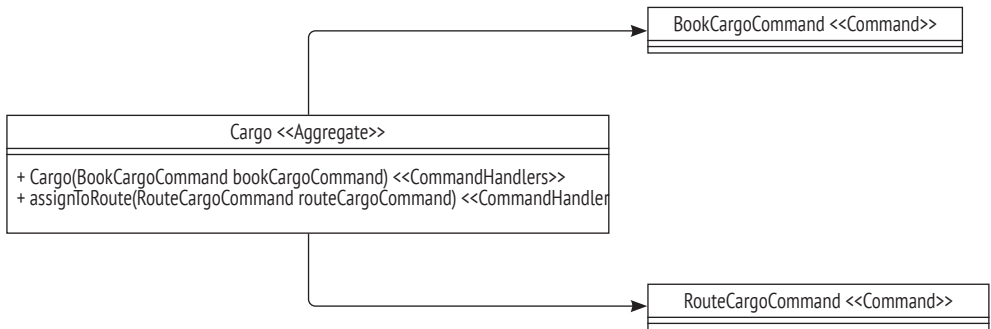 BookCargoCommand <<Command>>
Cargo <<Aggregate>>
+ Cargo(BookCargoCommand bookCargoCommand) <<CommandHandlers>>
+ assignToRoute(RouteCargoCommand routeCargoCommand) <<CommandHandler
RouteCargoCommand <<Command>>